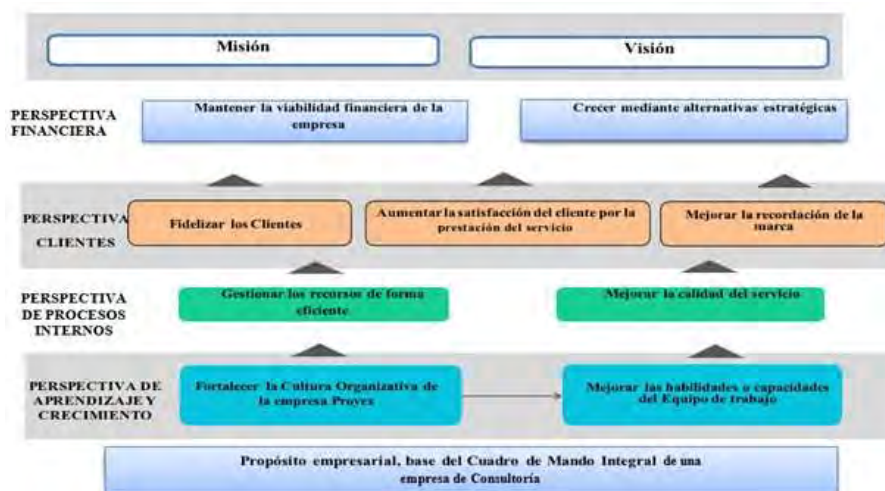 Misión
Visión
PERSPECTIVA
FINANCIERA
Mantener la viabilidad financiera de la
empresa
Crecer mediante alternativas estratégicas
PERSPECTIVA
CLIENTES
Fidelizar los Clientes
Aumentar la satisfacción del cliente por la
prestación del servicio
Mejorar la recordación de la
marca
PERSPECTIVA
DE PROCESOS
INTERNOS
Gestionar los recursos de forma
eficiente
Mejorar la calidad del servicio
PERSPECTIVA DE
APRENDIZAJE Y
CRECIMIENTO
Fortalecer la Cultura Organizativa de
la empresa Proyex
Mejorar las habilidades o capacidades
del Equipo de trabajo
Propósito empresarial, base del Cuadro de Mando Integral de una
empresa de Consultoría